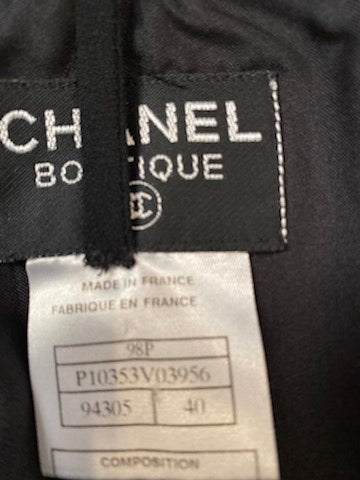 CHANEL
BOUTIQUE
MADE IN FRANCE
FABRIQUE EN FRANCE
98P
P10353V03956
94305 40
COMPOSITION